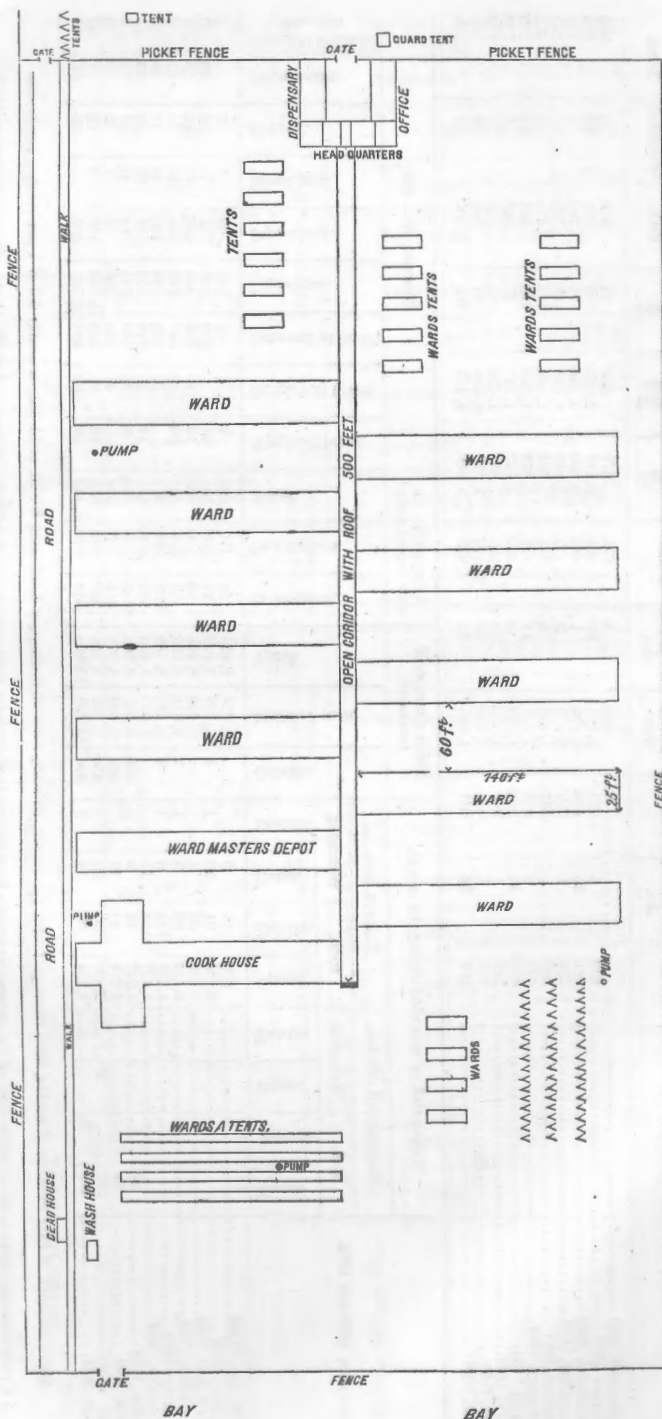 TENT
TENTS
GUARD TENT
GATE
PICKET FENCE
GATE
PICKET FENCE
DISPENSARY
OFFICE
HEAD QUARTERS
FENCE
WALK
TENTS
WARDS TENTS
WARDS TENTS
WARD
PUMP
WARD
ROAD
WARD
WARD
OPEN CORIDOR WITH ROOF 500 FEET
WARD
WARD
FENCE
WARD
60 ft
WARD
140 ft
25 ft
WARD
FENCE
WARD MASTERS DEPOT
PUMP
WARD
ROAD
COOK HOUSE
PUMP
WALK
WARDS
FENCE
WARDS A TENTS,
PUMP
DEAD HOUSE
WASH HOUSE
GATE
FENCE
BAY
BAY